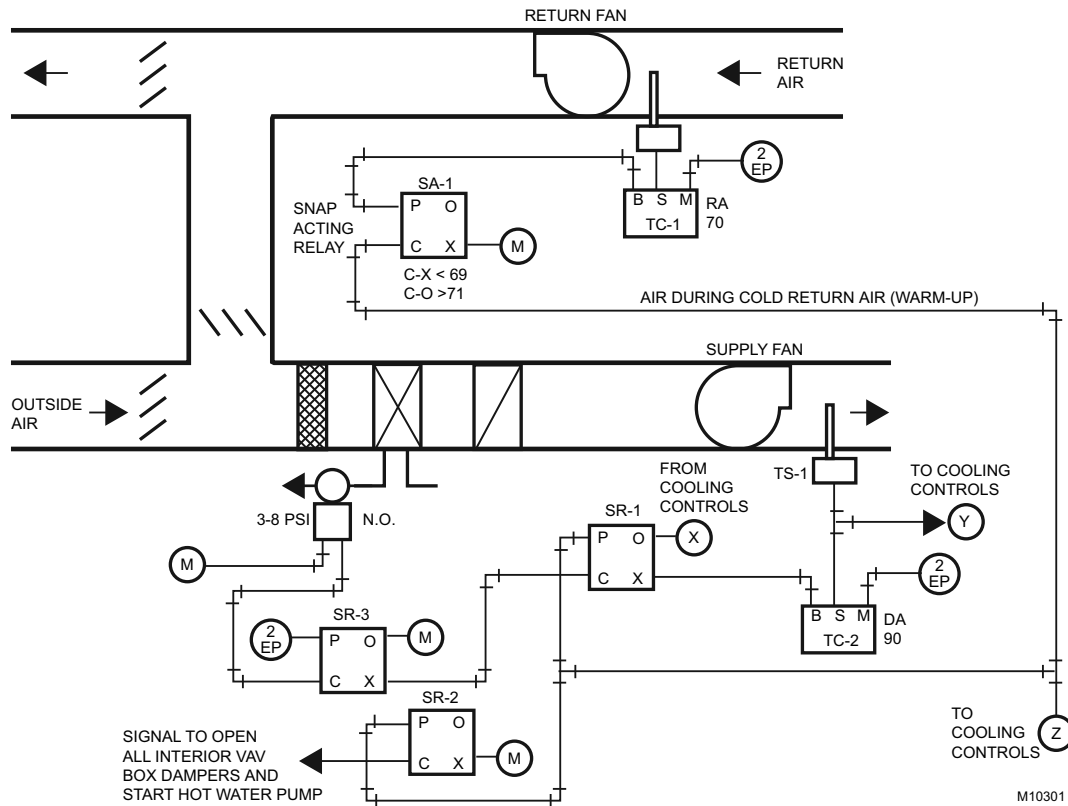 RETURN FAN
RETURN
AIR
2
EP
B S M
TC-1
RA
70
SA-1
SNAP
ACTING
RELAY
P O
C X
M
C-X < 69
C-O >71
AIR DURING COLD RETURN AIR (WARM-UP)
SUPPLY FAN
OUTSIDE
AIR
3-8 PSI
N.O.
M
FROM
COOLING
CONTROLS
SR-1
P O
C X
X
TS-1
TO COOLING
CONTROLS
Y
2
EP
B S M
TC-2
DA
90
SR-3
2
EP
P O
C X
M
SR-2
P O
C X
M
SIGNAL TO OPEN
ALL INTERIOR VAV
BOX DAMPERS AND
START HOT WATER PUMP
TO
COOLING
CONTROLS
Z
M10301